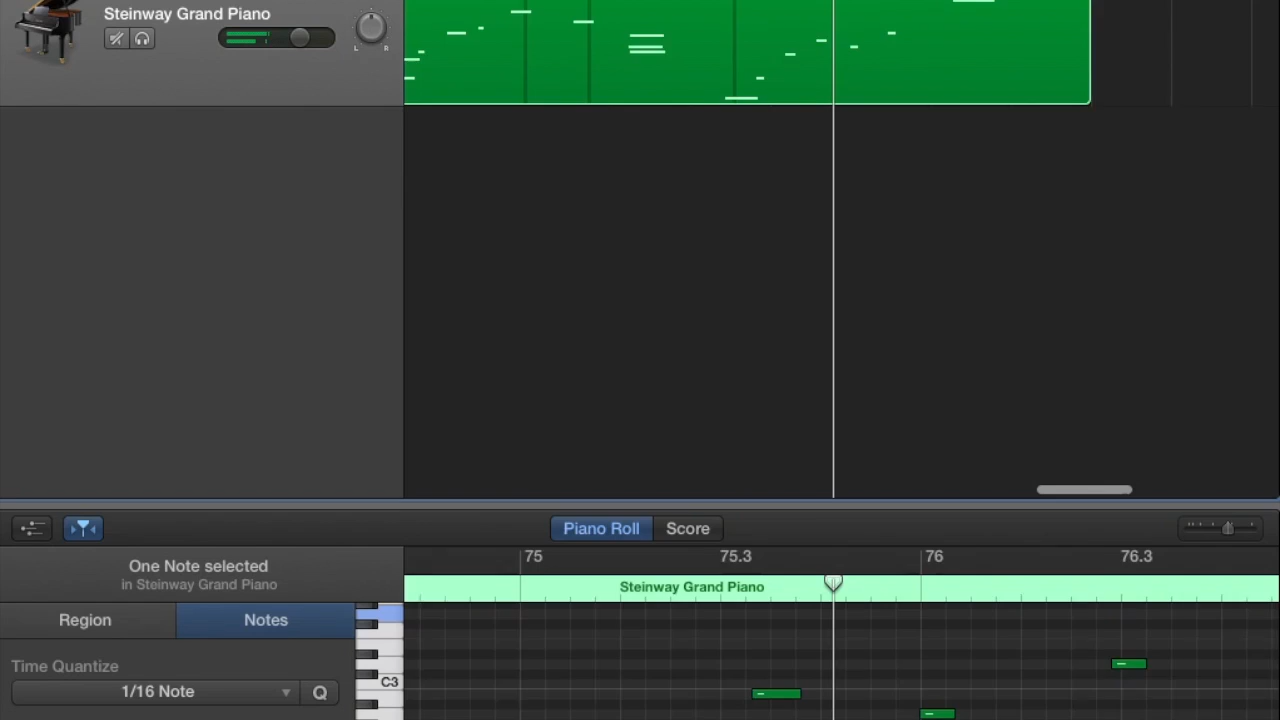 Steinway Grand Piano
L R
Piano Roll Score
One Note selected
in Steinway Grand Piano
75 75.3 76 76.3
Steinway Grand Piano
Region Notes
Time Quantize
1/16 Note Q
C3